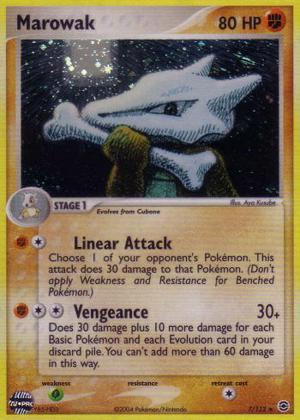 Marowak
80 HP
Illus. Aya Kusube
STAGE 1
Evolves from Cubone
Linear Attack
Choose 1 of your opponent's Pokémon. This
attack does 30 damage to that Pokémon. (Don't
apply Weakness and Resistance for Benched
Pokémon.)
Vengeance 30+
Does 30 damage plus 10 more damage for each
Basic Pokémon and each Evolution card in your
discard pile. You can't add more than 60 damage
in this way.
weakness resistance retreat cost
©2004 Pokémon/Nintendo
7/112 ★